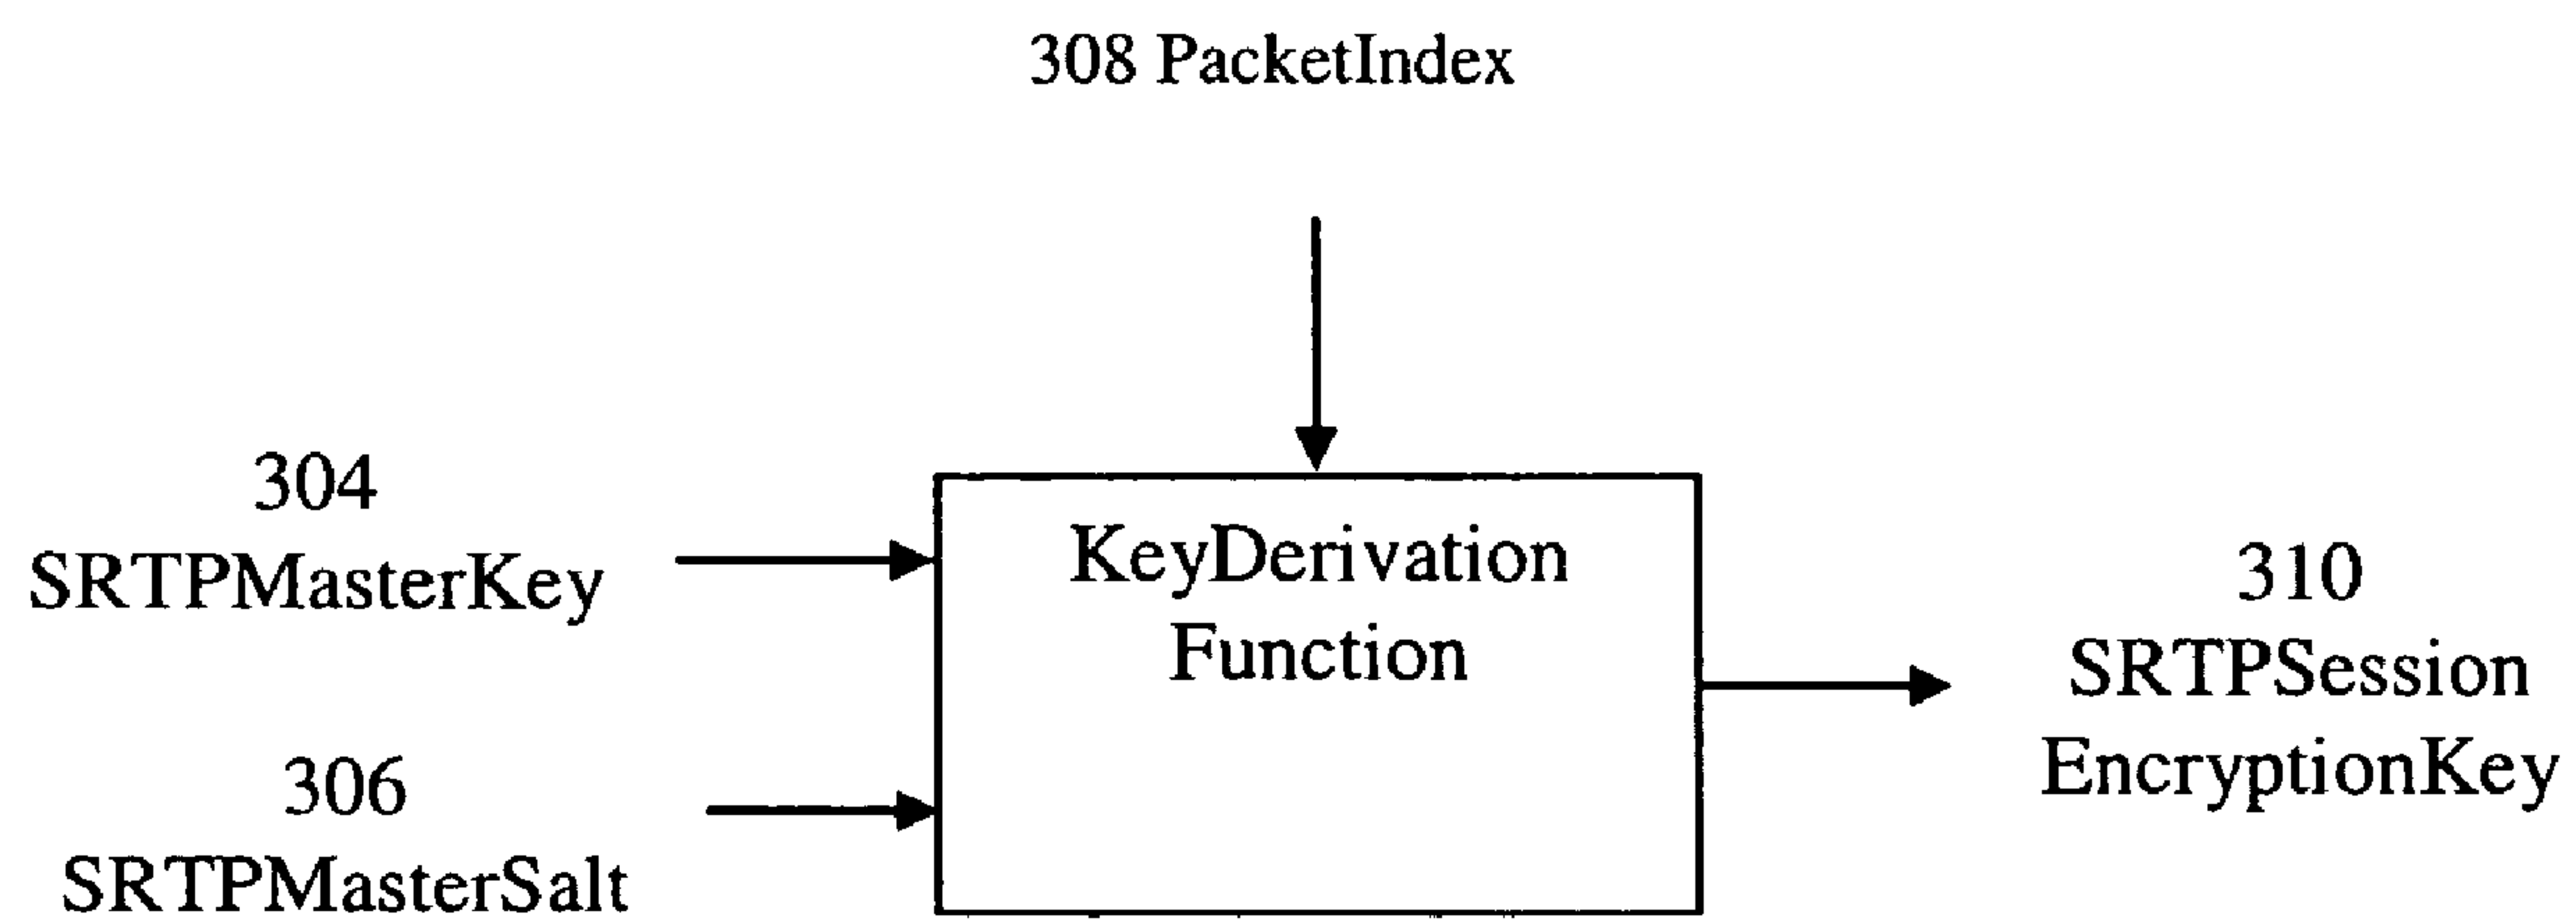 308 PacketIndex
304
SRTPMasterKey
KeyDerivation
Function
306
SRTPMasterSalt
310
SRTPSession
EncryptionKey